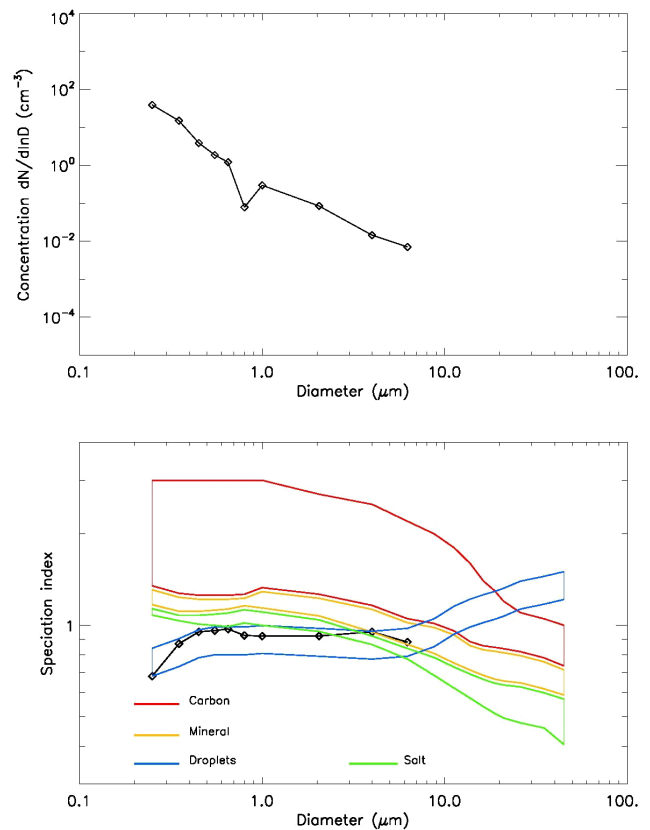 10⁴
10²
10⁰
10⁻²
10⁻⁴
Concentration dN/dlnD (cm⁻³)
0.1 1.0 10.0 100.
Diameter (μm)
1
Speciation index
Carbon
Mineral
Droplets Salt
0.1 1.0 10.0 100.
Diameter (μm)